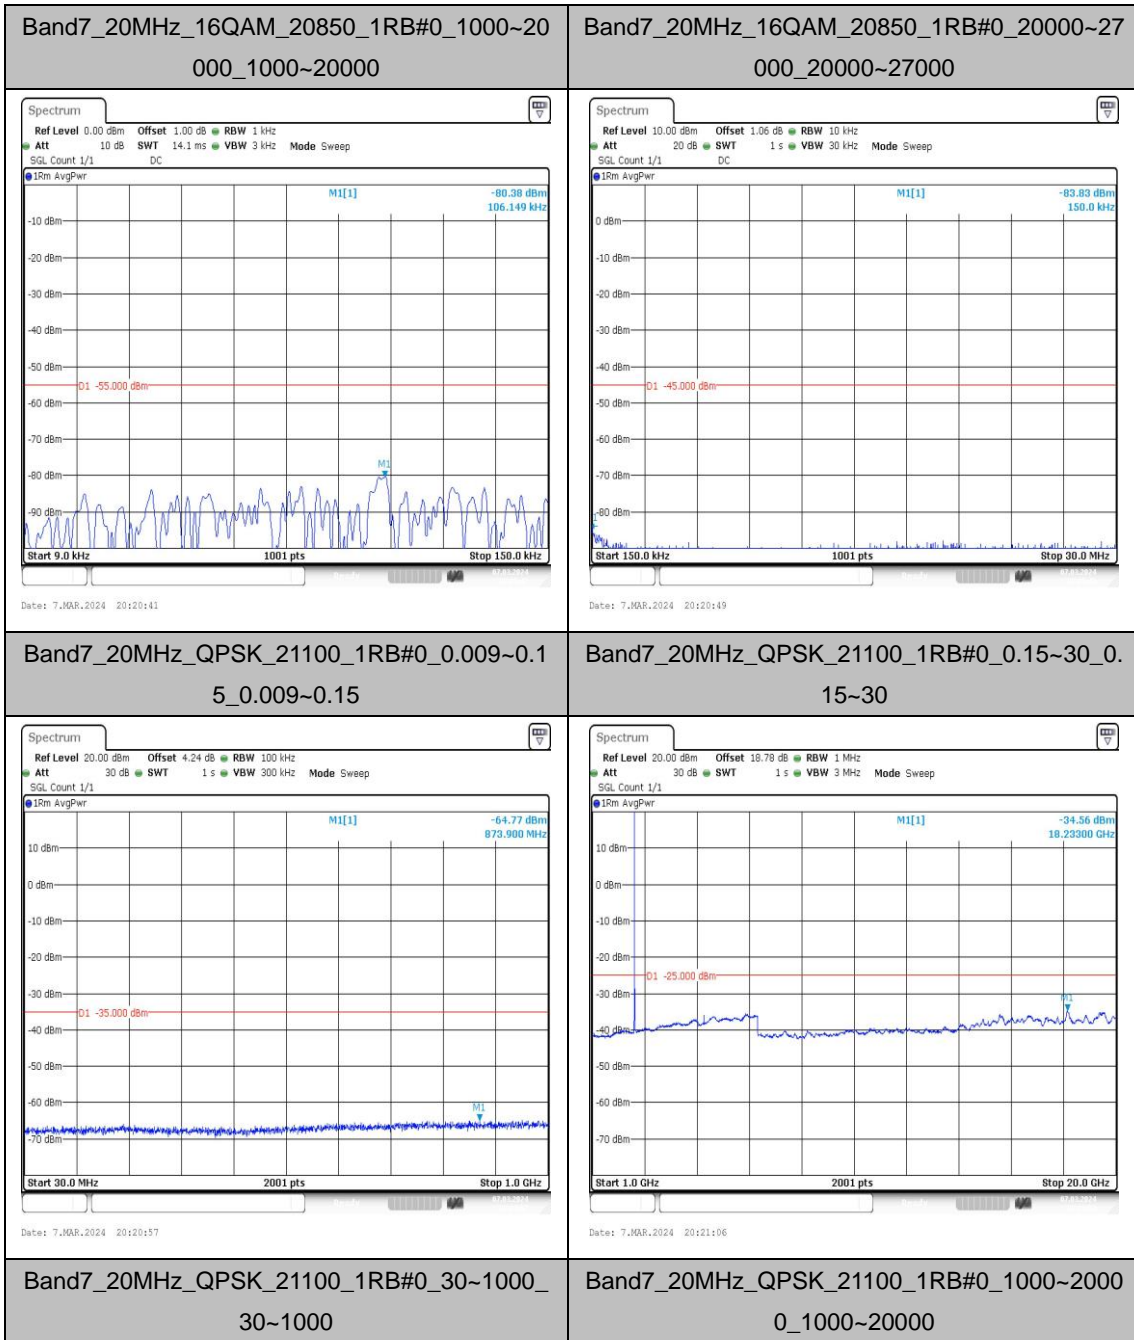 Band7_20MHz_16QAM_20850_1RB#0_1000~20
000_1000~20000
Band7_20MHz_16QAM_20850_1RB#0_20000~27
000_20000~27000
Spectrum
Ref Level 0.00 dBm Offset 1.00 dB RBW 1 kHz
Att 10 dB SWT 14.1 ms VBW 3 kHz Mode Sweep
SGL Count 1/1 DC
1Rm AvgPwr
M1[1] -80.38 dBm
106.149 kHz
-10 dBm
-20 dBm
-30 dBm
-40 dBm
-50 dBm
D1 -55.000 dBm
-60 dBm
-70 dBm
M1
-80 dBm
-90 dBm
Start 9.0 kHz 1001 pts Stop 150.0 kHz
Date: 7.MAR.2024 20:20:41
Spectrum
Ref Level 10.00 dBm Offset 1.06 dB RBW 10 kHz
Att 20 dB SWT 1 s VBW 30 kHz Mode Sweep
SGL Count 1/1 DC
1Rm AvgPwr
M1[1] -83.83 dBm
150.0 kHz
0 dBm
-10 dBm
-20 dBm
-30 dBm
-40 dBm
D1 -45.000 dBm
-50 dBm
-60 dBm
-70 dBm
-80 dBm
Start 150.0 kHz 1001 pts Stop 30.0 MHz
Date: 7.MAR.2024 20:20:49
Band7_20MHz_QPSK_21100_1RB#0_0.009~0.1
5_0.009~0.15
Band7_20MHz_QPSK_21100_1RB#0_0.15~30_0.
15~30
Spectrum
Ref Level 20.00 dBm Offset 4.24 dB RBW 100 kHz
Att 30 dB SWT 1 s VBW 300 kHz Mode Sweep
SGL Count 1/1
1Rm AvgPwr
M1[1] -64.77 dBm
873.900 MHz
10 dBm
0 dBm
-10 dBm
-20 dBm
-30 dBm
D1 -35.000 dBm
-40 dBm
-50 dBm
-60 dBm
M1
-70 dBm
Start 30.0 MHz 2001 pts Stop 1.0 GHz
Date: 7.MAR.2024 20:20:57
Spectrum
Ref Level 20.00 dBm Offset 18.78 dB RBW 1 MHz
Att 30 dB SWT 1 s VBW 3 MHz Mode Sweep
SGL Count 1/1
1Rm AvgPwr
M1[1] -34.56 dBm
18.23300 GHz
10 dBm
0 dBm
-10 dBm
-20 dBm
D1 -25.000 dBm
-30 dBm
M1
-40 dBm
-50 dBm
-60 dBm
-70 dBm
Start 1.0 GHz 2001 pts Stop 20.0 GHz
Date: 7.MAR.2024 20:21:06
Band7_20MHz_QPSK_21100_1RB#0_30~1000_
30~1000
Band7_20MHz_QPSK_21100_1RB#0_1000~2000
0_1000~20000